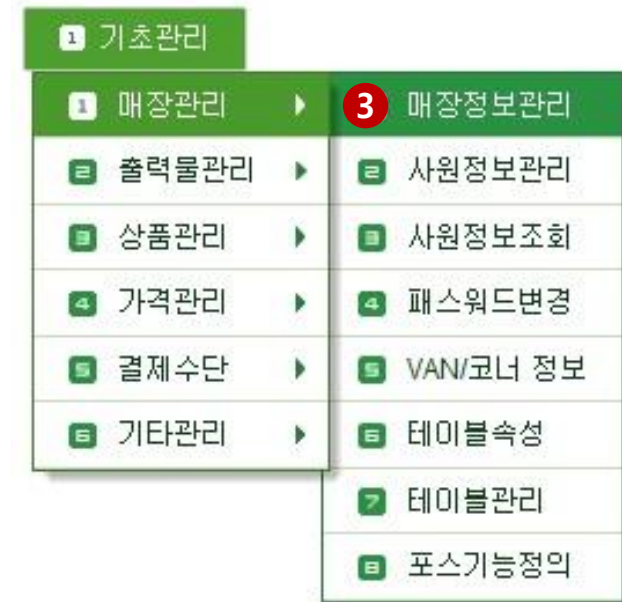 1 기초관리
1 매장관리
2 출력물관리
3 상품관리
4 가격관리
5 결제수단
6 기타관리
3 매장정보관리
2 사원정보관리
3 사원정보조회
4 패스워드변경
5 VAN/코너 정보
6 테이블속성
7 테이블관리
8 포스기능정의